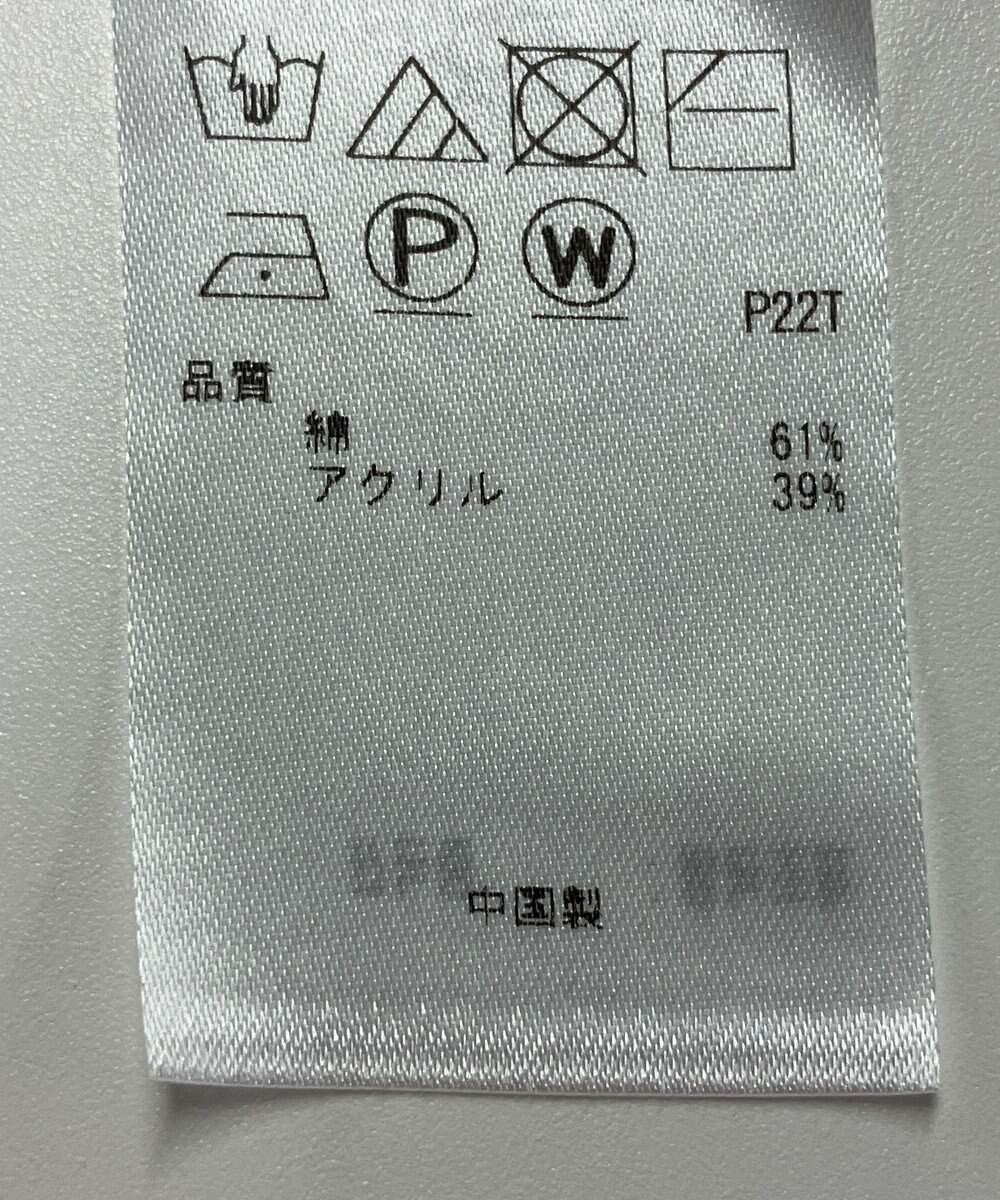 P W
P22T
品質
綿 61%
アクリル 39%
中国製